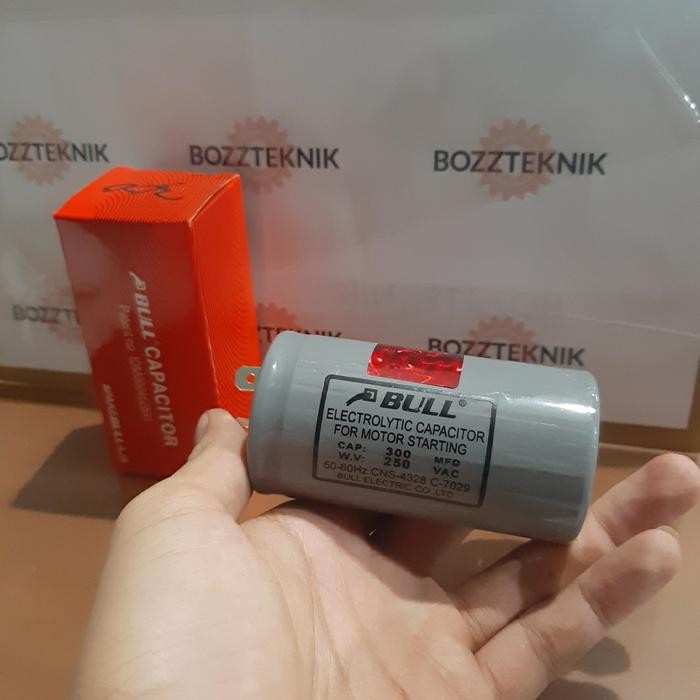 BOZZTEKNIK
BOZZTEKNIK
BOZZTEKNIK
BULL CAPACITOR
BOZZTEKNIK
BULL®
ELECTROLYTIC CAPACITOR
FOR MOTOR STARTING
CAP: 300 MFD
W.V: 250 VAC
50-60Hz CNS-4328 C-7029
BULL ELECTRIC CO.,LTD